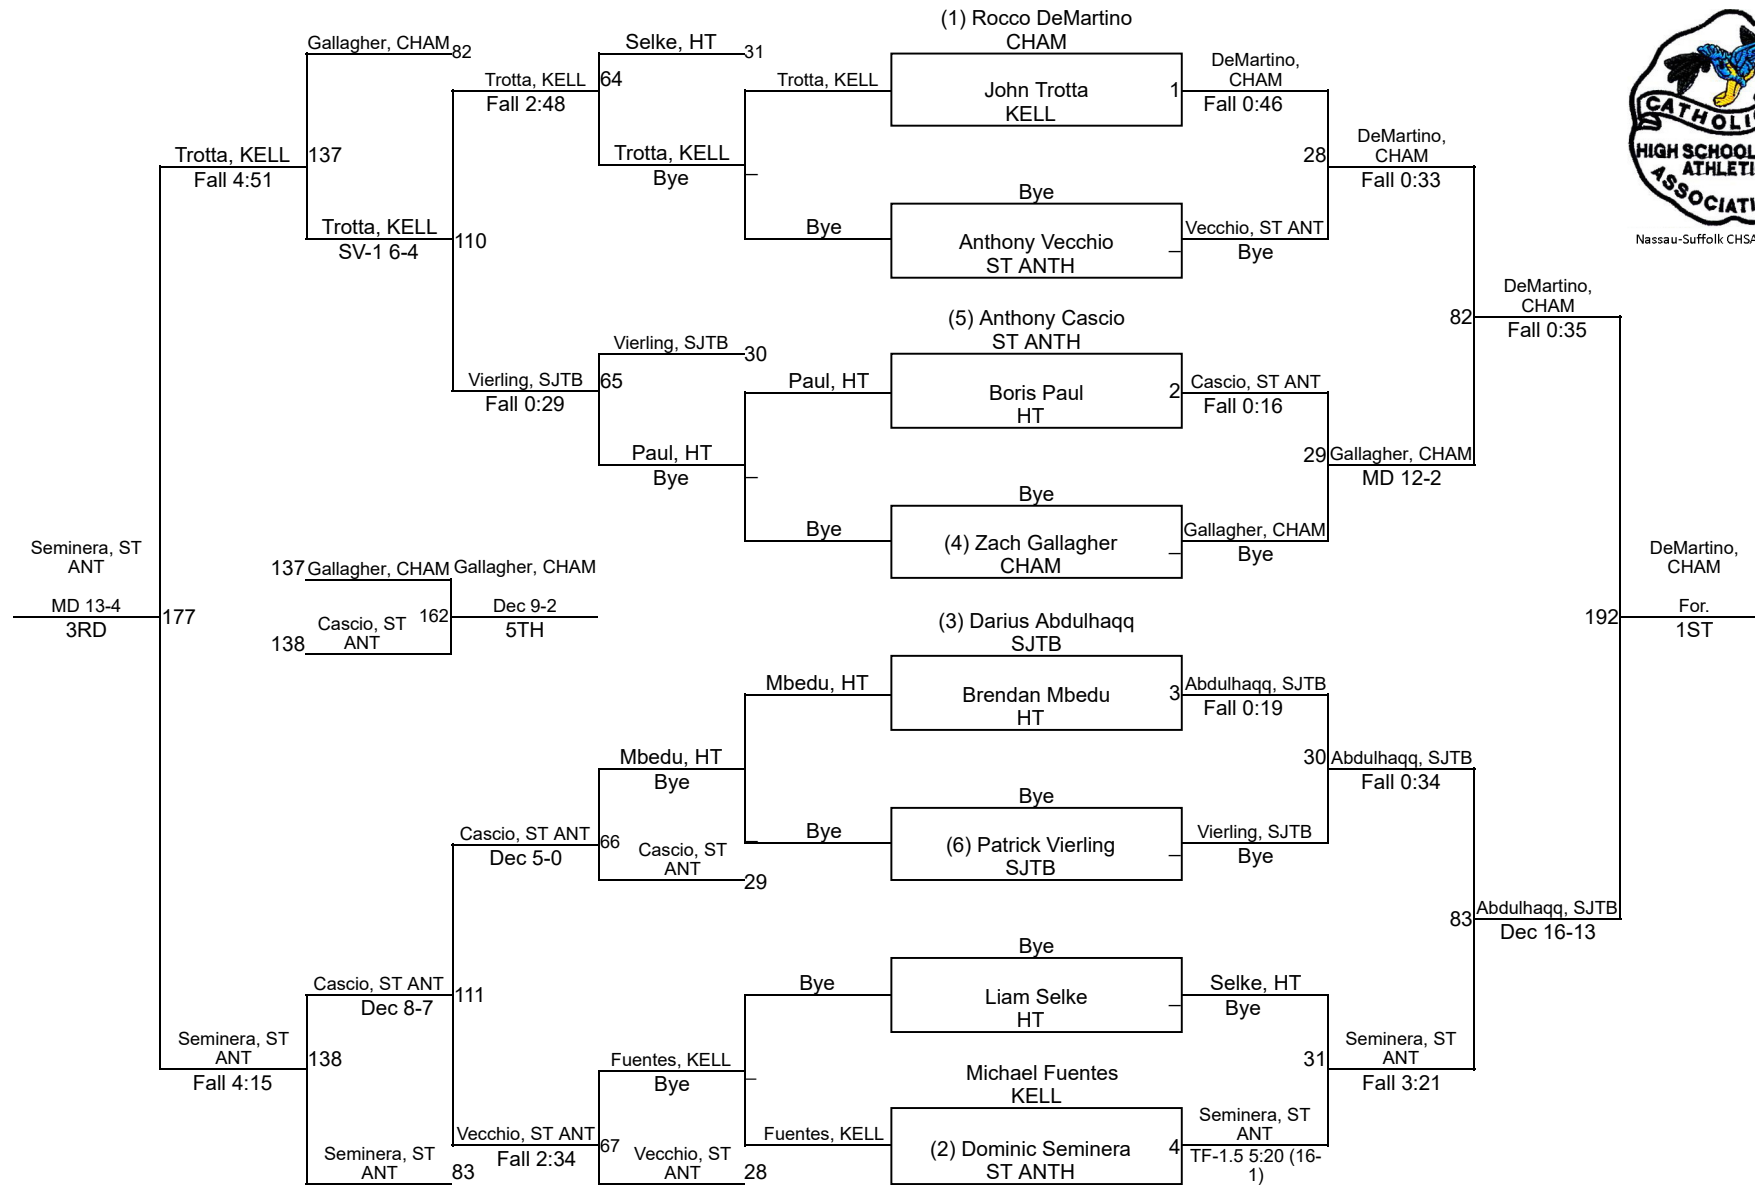 (1) Rocco DeMartino
CHAM
Gallagher, CHAM
82
Selke, HT
31
Trotta, KELL
64
Fall 2:48
Trotta, KELL
John Trotta
KELL
1
DeMartino,
CHAM
Fall 0:46
Trotta, KELL
137
Fall 4:51
Trotta, KELL
Bye
28
DeMartino,
CHAM
Fall 0:33
CATHOLI
HIGH SCHOOL
ATHLETI
ASSOCIAT
Nassau-Suffolk CHSA
Trotta, KELL
110
SV-1 6-4
Bye
Bye
Anthony Vecchio
ST ANTH
Vecchio, ST ANT
Bye
(5) Anthony Cascio
ST ANTH
82
DeMartino,
CHAM
Fall 0:35
Vierling, SJTB
30
Vierling, SJTB
65
Fall 0:29
Paul, HT
Boris Paul
HT
2
Cascio, ST ANT
Fall 0:16
Paul, HT
Bye
29
Gallagher, CHAM
MD 12-2
Bye
Bye
(4) Zach Gallagher
CHAM
Gallagher, CHAM
Bye
Seminera, ST
ANT
MD 13-4
3RD
177
137
Gallagher, CHAM
Gallagher, CHAM
138
Cascio, ST
ANT
162
Dec 9-2
5TH
DeMartino,
CHAM
192
For.
1ST
(3) Darius Abdulhaqq
SJTB
Mbedu, HT
Brendan Mbedu
HT
3
Abdulhaqq, SJTB
Fall 0:19
Mbedu, HT
Bye
30
Abdulhaqq, SJTB
Fall 0:34
Cascio, ST ANT
66
Dec 5-0
Cascio, ST
ANT
29
Bye
Bye
(6) Patrick Vierling
SJTB
Vierling, SJTB
Bye
83
Abdulhaqq, SJTB
Dec 16-13
Cascio, ST ANT
111
Dec 8-7
Bye
Bye
Liam Selke
HT
Selke, HT
Bye
Seminera, ST
ANT
138
Fall 4:15
Fuentes, KELL
Bye
Michael Fuentes
KELL
31
Seminera, ST
ANT
Fall 3:21
Seminera, ST
ANT
83
Vecchio, ST ANT
67
Fall 2:34
Vecchio, ST
ANT
28
Fuentes, KELL
(2) Dominic Seminera
ST ANTH
4
Seminera, ST
ANT
TF-1.5 5:20 (16-
1)